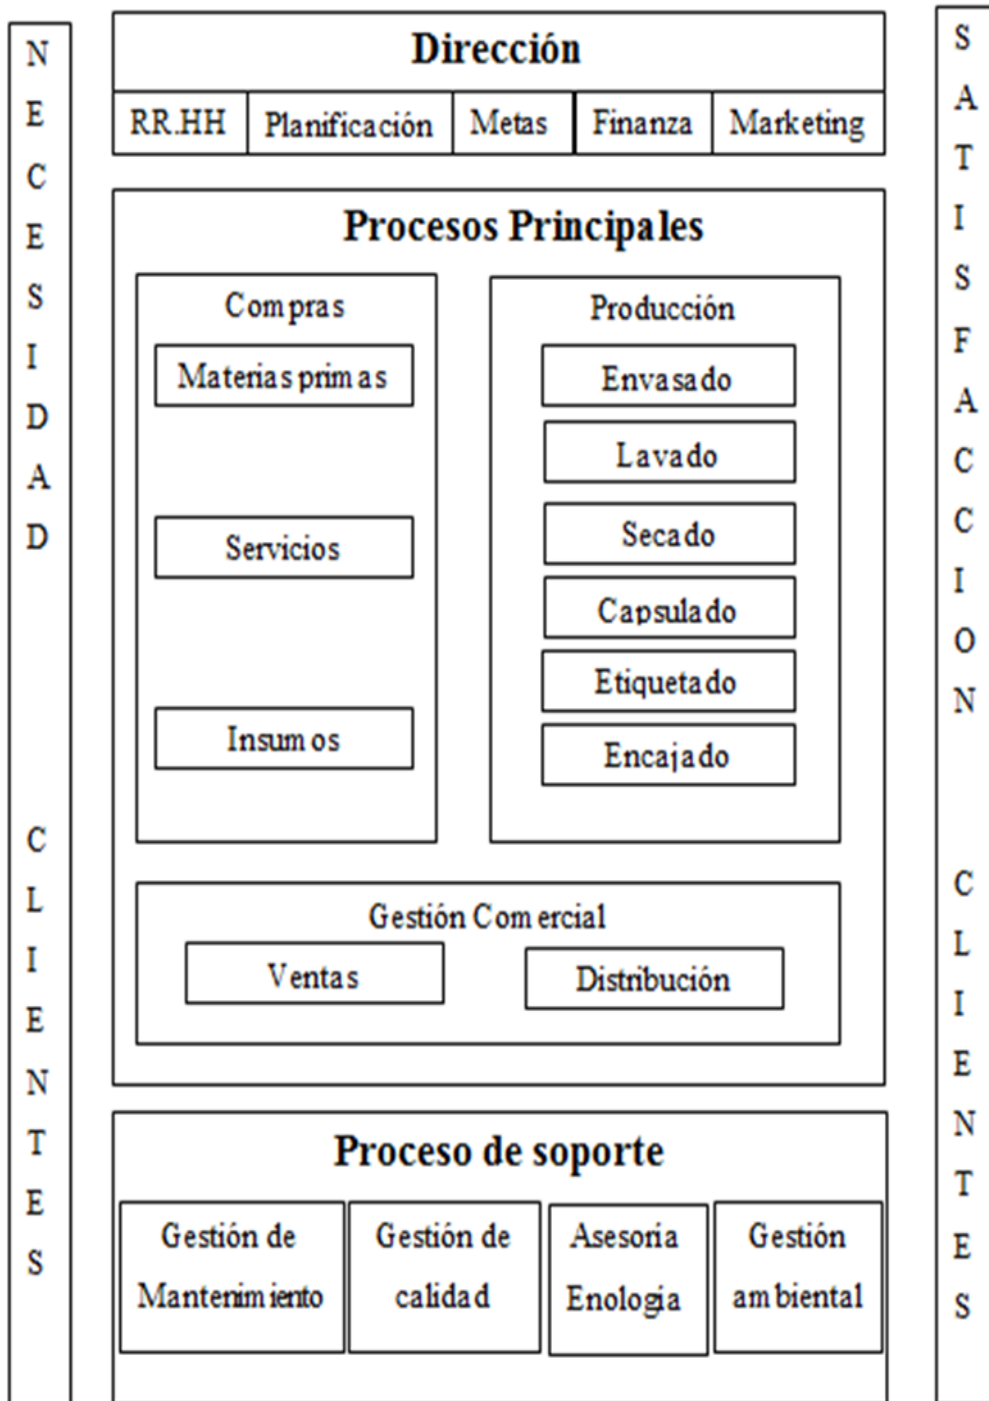 NECESIDAD CLIENTES
Dirección
RR.HH Planificación Metas Finanza Marketing
Procesos Principales
Compras
Materias primas
Servicios
Insumos
Producción
Envasado
Lavado
Secado
Capsulado
Etiquetado
Encajado
Gestión Comercial
Ventas Distribución
Proceso de soporte
Gestión de
Mantenimiento
Gestión de
calidad
Asesoría
Enologia
Gestión
ambiental
SATISFACCION CLIENTES